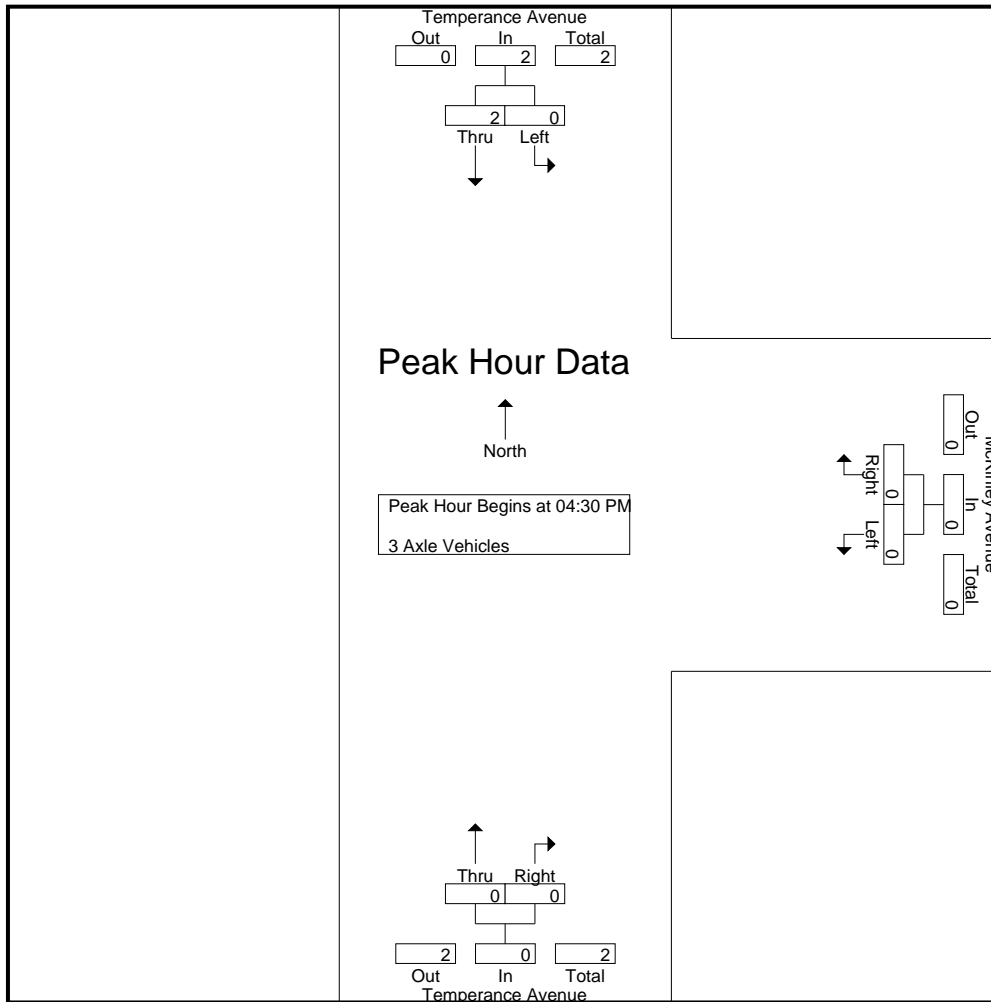 Temperance Avenue
Out In Total
0 2 2
2 0
Thru Left
Peak Hour Data
North
Peak Hour Begins at 04:30 PM
3 Axle Vehicles
McKinley Avenue
Out In Total
0 0 0
Right Left
0 0
Thru Right
0 0
2 0 2
Out In Total
Temperance Avenue